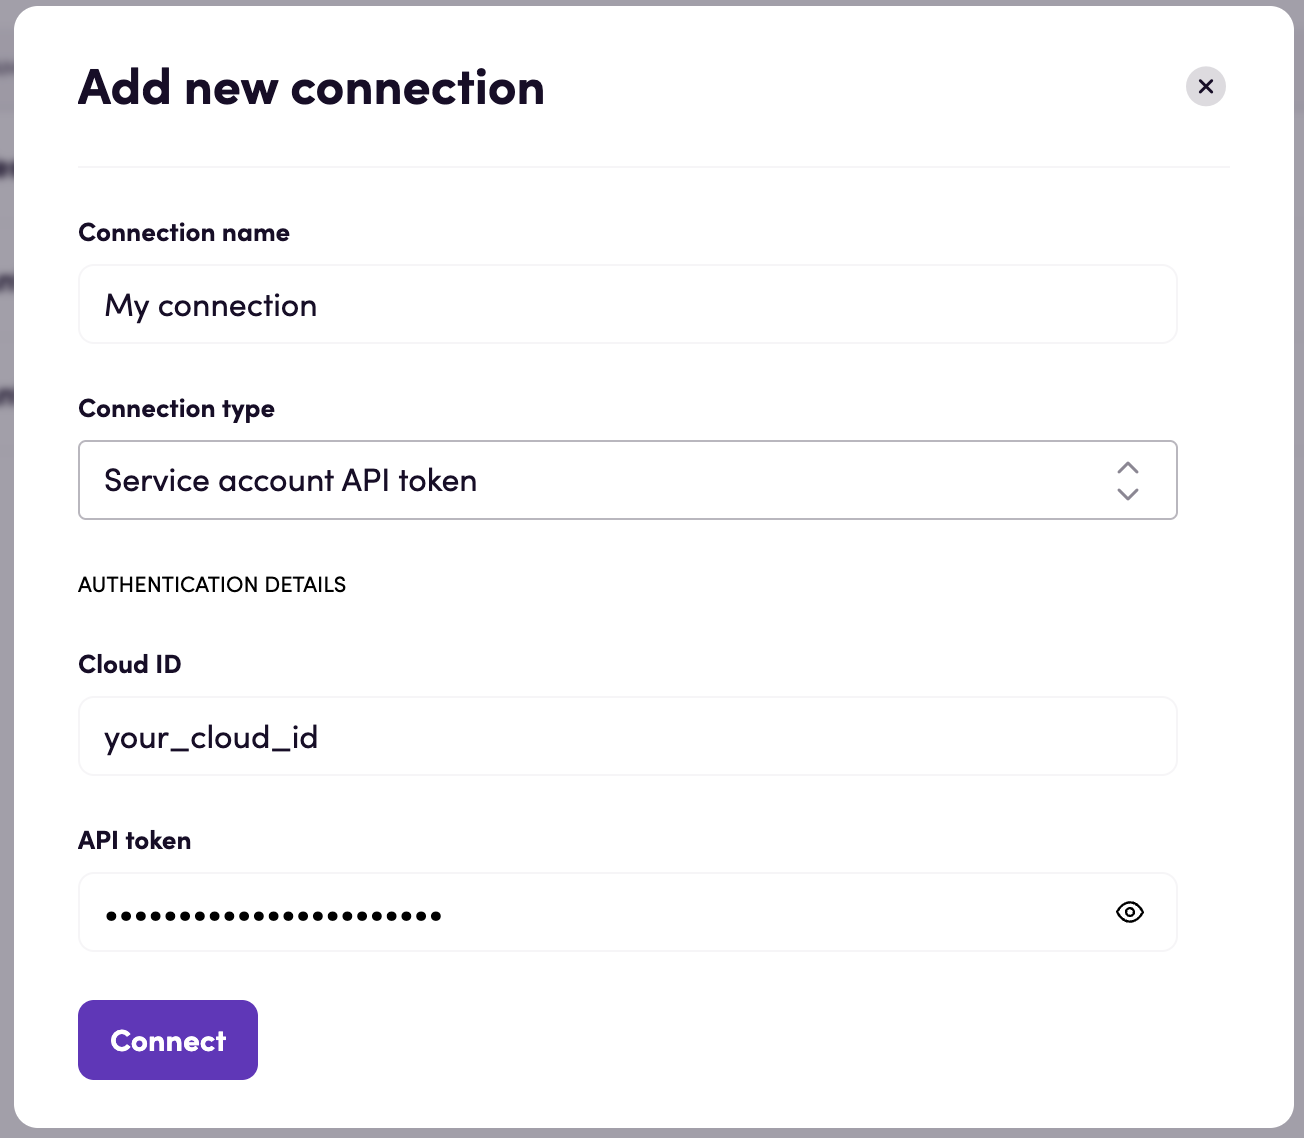 Add new connection
Connection name
My connection
Connection type
Service account API token
AUTHENTICATION DETAILS
Cloud ID
your_cloud_id
API token
•••••••••••••••••••••••
Connect